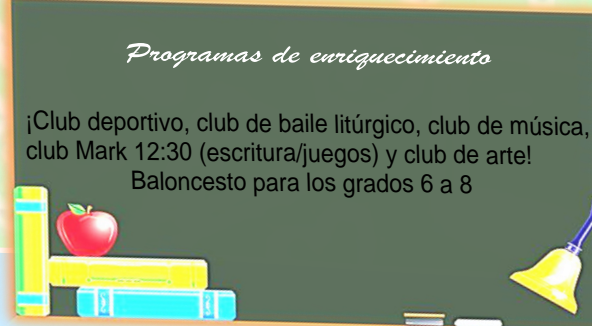 Programas de enriquecimiento
¡Club deportivo, club de baile litúrgico, club de música,
club Mark 12:30 (escritura/juegos) y club de arte!
Baloncesto para los grados 6 a 8